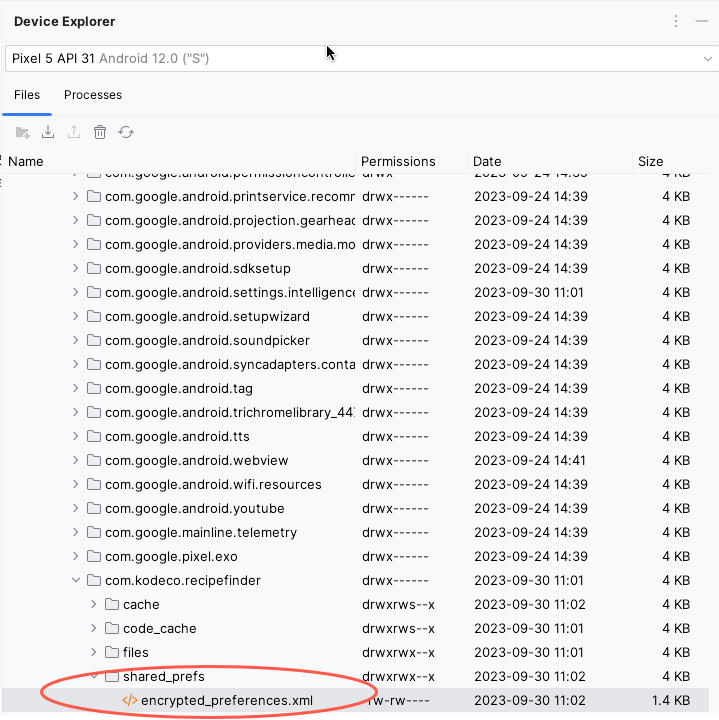 Device Explorer
Pixel 5 API 31 Android 12.0 ("S")
Files Processes
Name Permissions Date Size
com.google.android.permissioncontrolle drwx------ 2023-09-24 14:39 4 KB
com.google.android.printservice.recomr drwx------ 2023-09-24 14:39 4 KB
com.google.android.projection.gearheac drwx------ 2023-09-24 14:39 4 KB
com.google.android.providers.media.mo drwx------ 2023-09-24 14:39 4 KB
com.google.android.sdksetup drwx------ 2023-09-24 14:39 4 KB
com.google.android.settings.intelligence drwx------ 2023-09-30 11:01 4 KB
com.google.android.setupwizard drwx------ 2023-09-24 14:39 4 KB
com.google.android.soundpicker drwx------ 2023-09-24 14:39 4 KB
com.google.android.syncadapters.conta drwx------ 2023-09-24 14:39 4 KB
com.google.android.tag drwx------ 2023-09-24 14:39 4 KB
com.google.android.trichromelibrary_447 drwx------ 2023-09-24 14:39 4 KB
com.google.android.tts drwx------ 2023-09-24 14:39 4 KB
com.google.android.webview drwx------ 2023-09-24 14:41 4 KB
com.google.android.wifi.resources drwx------ 2023-09-24 14:39 4 KB
com.google.android.youtube drwx------ 2023-09-24 14:39 4 KB
com.google.mainline.telemetry drwx------ 2023-09-24 14:39 4 KB
com.google.pixel.exo drwx------ 2023-09-24 14:39 4 KB
com.kodeco.recipefinder drwx------ 2023-09-30 11:01 4 KB
cache drwxrws--x 2023-09-30 11:02 4 KB
code_cache drwxrws--x 2023-09-30 11:01 4 KB
files drwxrwx--x 2023-09-30 11:01 4 KB
shared_prefs drwxrwx--x 2023-09-30 11:02 4 KB
encrypted_preferences.xml -rw-rw---- 2023-09-30 11:02 1.4 KB